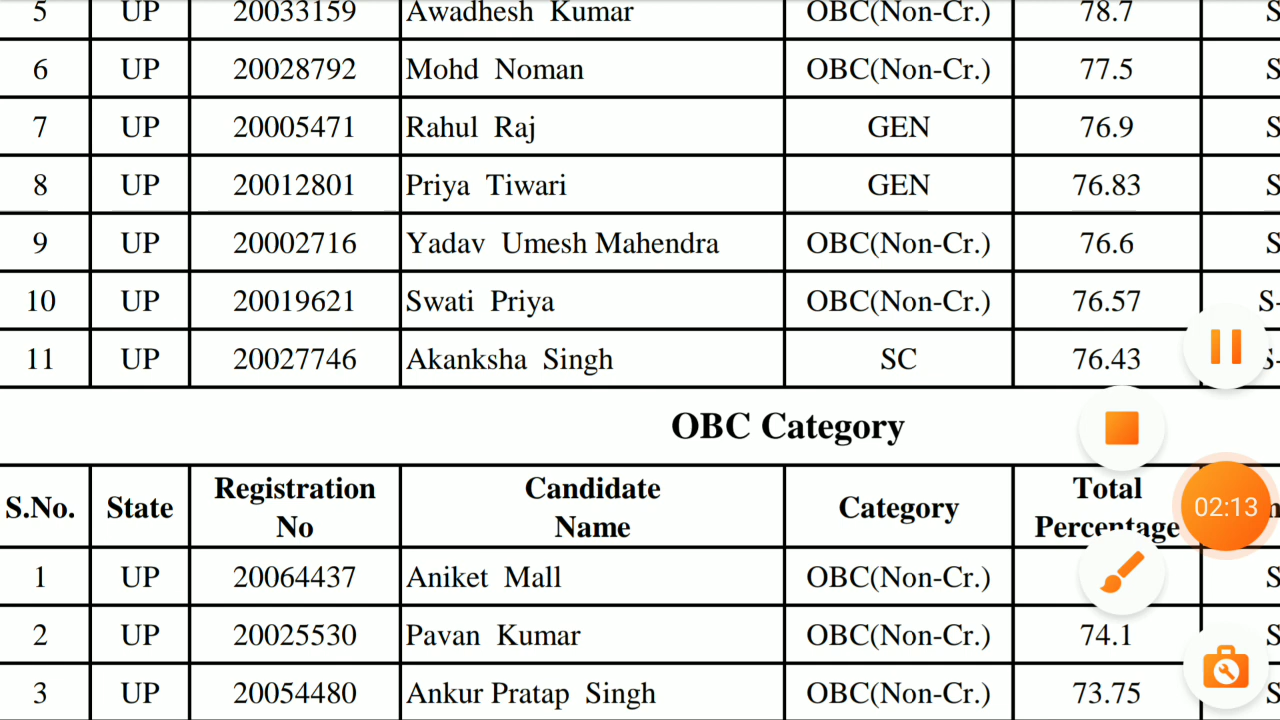 5 UP 20033159 Awadhesh Kumar OBC(Non-Cr.) 78.7 S
6 UP 20028792 Mohd Noman OBC(Non-Cr.) 77.5 S
7 UP 20005471 Rahul Raj GEN 76.9 S
8 UP 20012801 Priya Tiwari GEN 76.83 S
9 UP 20002716 Yadav Umesh Mahendra OBC(Non-Cr.) 76.6 S
10 UP 20019621 Swati Priya OBC(Non-Cr.) 76.57 S-
11 UP 20027746 Akanksha Singh SC 76.43 S-
OBC Category
S.No. State Registration No Candidate Name Category Total Percentage
02:13
1 UP 20064437 Aniket Mall OBC(Non-Cr.) S
2 UP 20025530 Pavan Kumar OBC(Non-Cr.) 74.1 S
3 UP 20054480 Ankur Pratap Singh OBC(Non-Cr.) 73.75 S